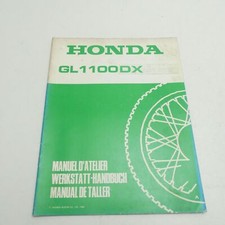 HONDA
GL1100DX
MANUEL D'ATELIER
WERKSTATT-HANDBUCH
MANUAL DE TALLER